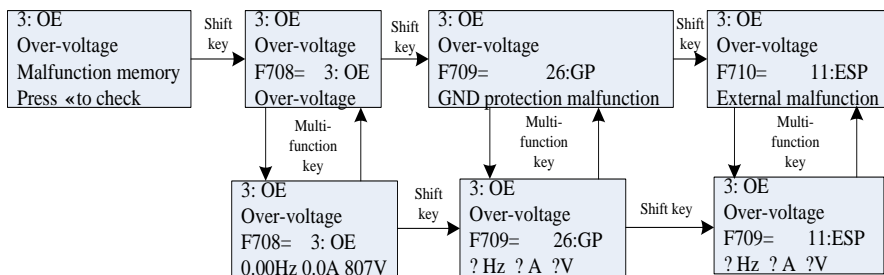 3: OE
Over-voltage
Malfunction memory
Press «to check
Shift
key
3: OE
Over-voltage
F708= 3: OE
Over-voltage
Shift
key
3: OE
Over-voltage
F709= 26:GP
GND protection malfunction
Shift
key
3: OE
Over-voltage
F710= 11:ESP
External malfunction
Multi-
function
key
Multi-
function
key
Multi-
function
key
3: OE
Over-voltage
F708= 3: OE
0.00Hz 0.0A 807V
Shift
key
3: OE
Over-voltage
F709= 26:GP
? Hz ? A ?V
Shift key
3: OE
Over-voltage
F709= 11:ESP
? Hz ? A ?V